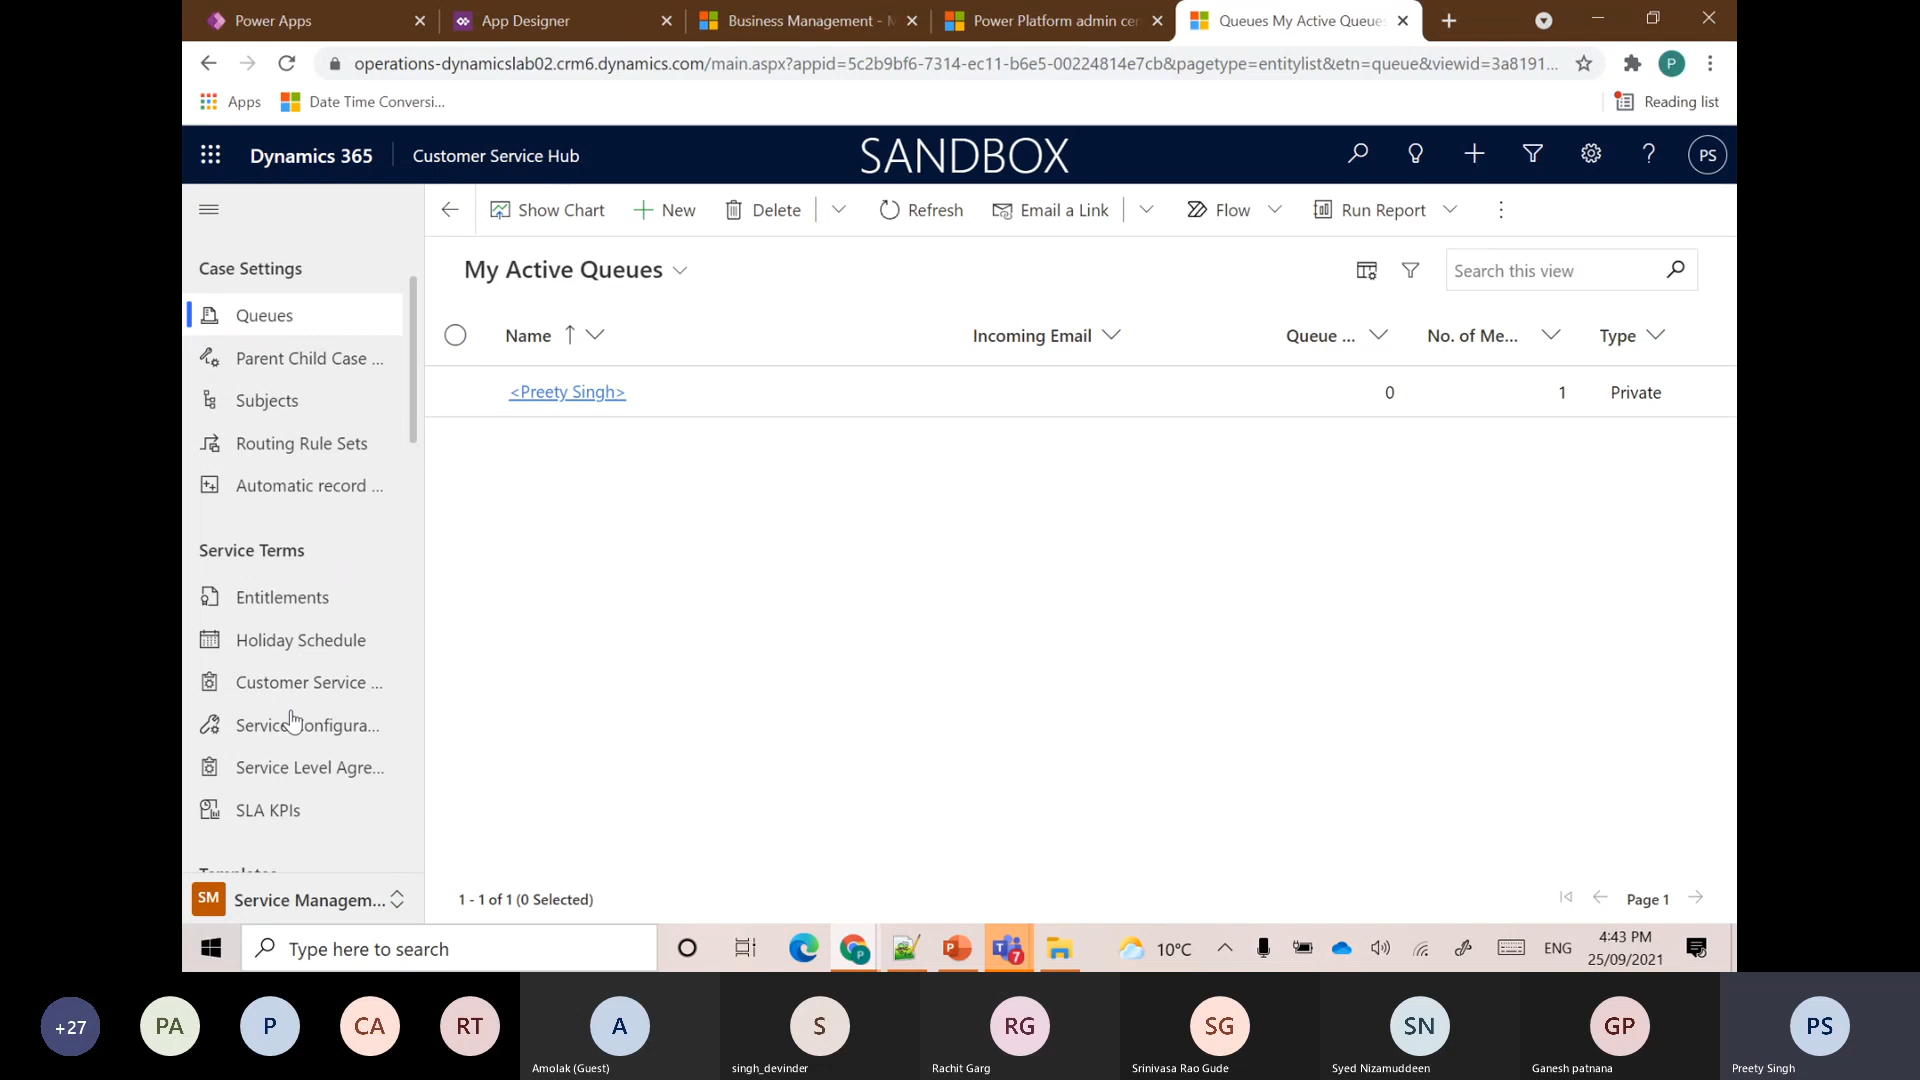 Power Apps
App Designer
Business Management - M
Power Platform admin cen
Queues My Active Queues
operations-dynamicslab02.crm6.dynamics.com/main.aspx?appid=5c2b9bf6-7314-ec11-b6e5-00224814e7cb&pagetype=entitylist&etn=queue&viewid=3a8191...
P
Apps
Date Time Conversi...
Reading list
Dynamics 365
Customer Service Hub
SANDBOX
PS
Show Chart
New
Delete
Refresh
Email a Link
Flow
Run Report
Case Settings
Queues
Parent Child Case ...
Subjects
Routing Rule Sets
Automatic record ...
Service Terms
Entitlements
Holiday Schedule
Customer Service ...
Service Configura...
Service Level Agre...
SLA KPIs
SM
Service Managem...
My Active Queues
Search this view
Name
Incoming Email
Queue ...
No. of Me...
Type
<Preety Singh>
0
1
Private
1 - 1 of 1 (0 Selected)
Page 1
Type here to search
7
10°C
ENG
4:43 PM
25/09/2021
+27
PA
P
CA
RT
A
Amolak (Guest)
S
singh_devinder
RG
Rachit Garg
SG
Srinivasa Rao Gude
SN
Syed Nizamuddeen
GP
Ganesh patnana
PS
Preety Singh